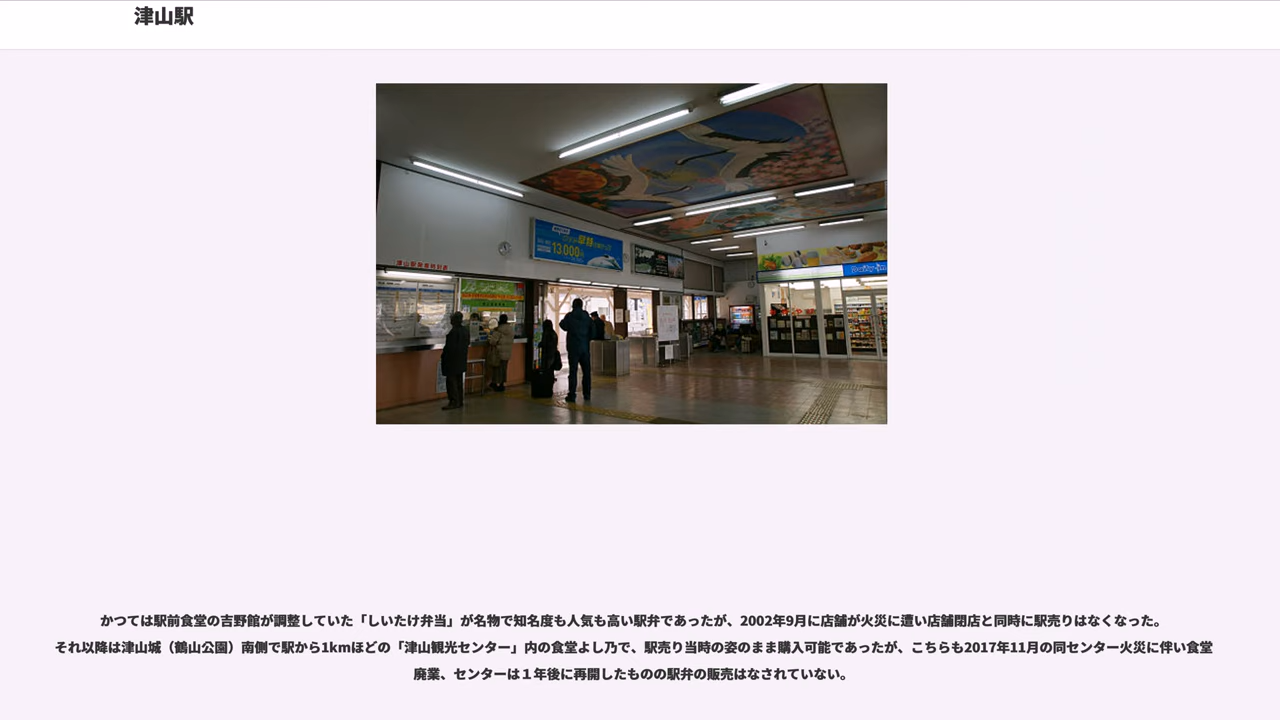 津山駅
早特
13,000
津山駅列車時刻表
かつては駅前食堂の吉野館が調整していた「しいたけ弁当」が名物で知名度も人気も高い駅弁であったが、2002年9月に店舗が火災に遭い店舗閉店と同時に駅売りはなくなった。
それ以降は津山城（鶴山公園）南側で駅から1kmほどの「津山観光センター」内の食堂よし乃で、駅売り当時の姿のまま購入可能であったが、こちらも2017年11月の同センター火災に伴い食堂
廃業、センターは１年後に再開したものの駅弁の販売はなされていない。